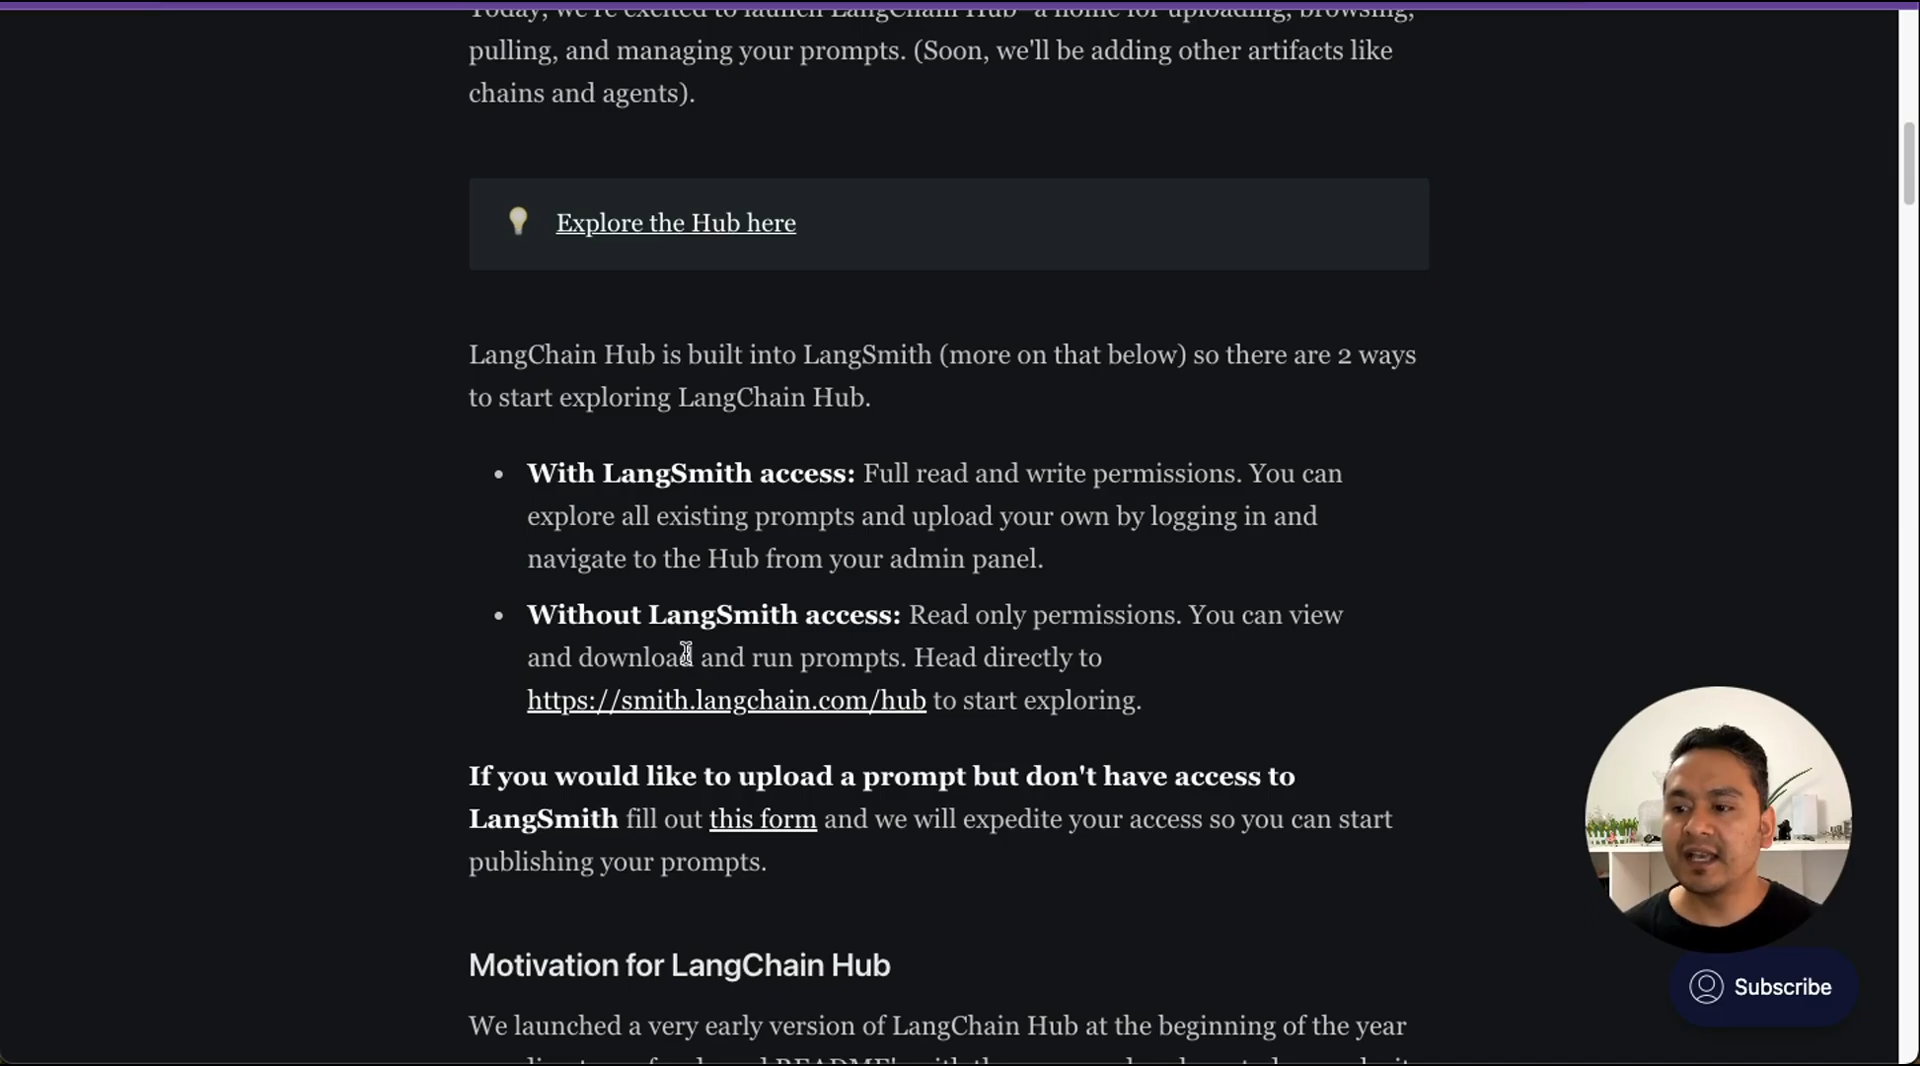 Today, we're excited to launch LangChain Hub–a home for uploading, browsing,
pulling, and managing your prompts. (Soon, we'll be adding other artifacts like
chains and agents).
Explore the Hub here
LangChain Hub is built into LangSmith (more on that below) so there are 2 ways
to start exploring LangChain Hub.
• With LangSmith access: Full read and write permissions. You can
explore all existing prompts and upload your own by logging in and
navigate to the Hub from your admin panel.
• Without LangSmith access: Read only permissions. You can view
and download and run prompts. Head directly to
https://smith.langchain.com/hub to start exploring.
If you would like to upload a prompt but don't have access to
LangSmith fill out this form and we will expedite your access so you can start
publishing your prompts.
Motivation for LangChain Hub
Subscribe
We launched a very early version of LangChain Hub at the beginning of the year